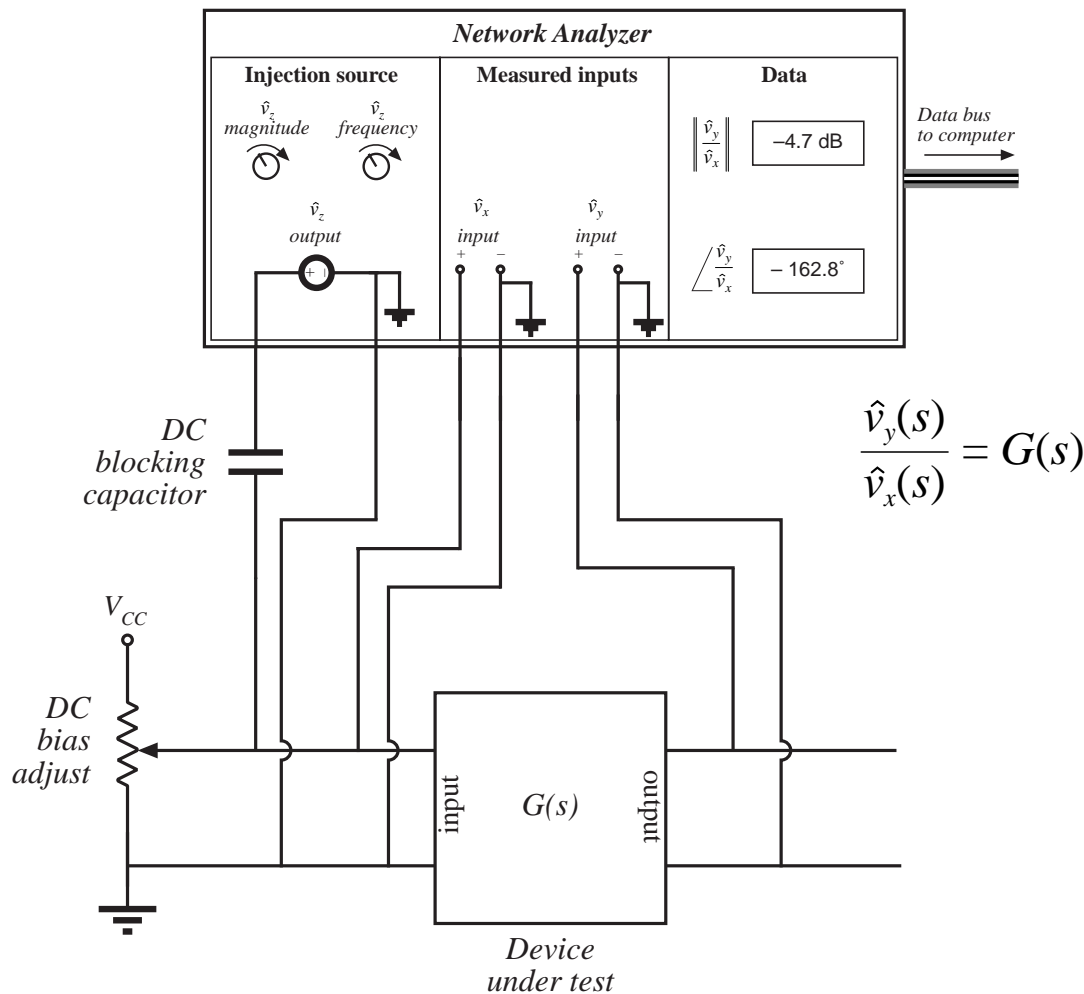 Network Analyzer
Injection source
Measured inputs
Data
v̂z
magnitude
v̂z
frequency
v̂z
output
+ –
v̂x
input
+ –
v̂y
input
+ –
‖v̂y/v̂x‖
–4.7 dB
∠v̂y/v̂x
– 162.8˚
Data bus
to computer
DC
blocking
capacitor
v̂y(s)/v̂x(s) = G(s)
VCC
DC
bias
adjust
input
G(s)
output
Device
under test